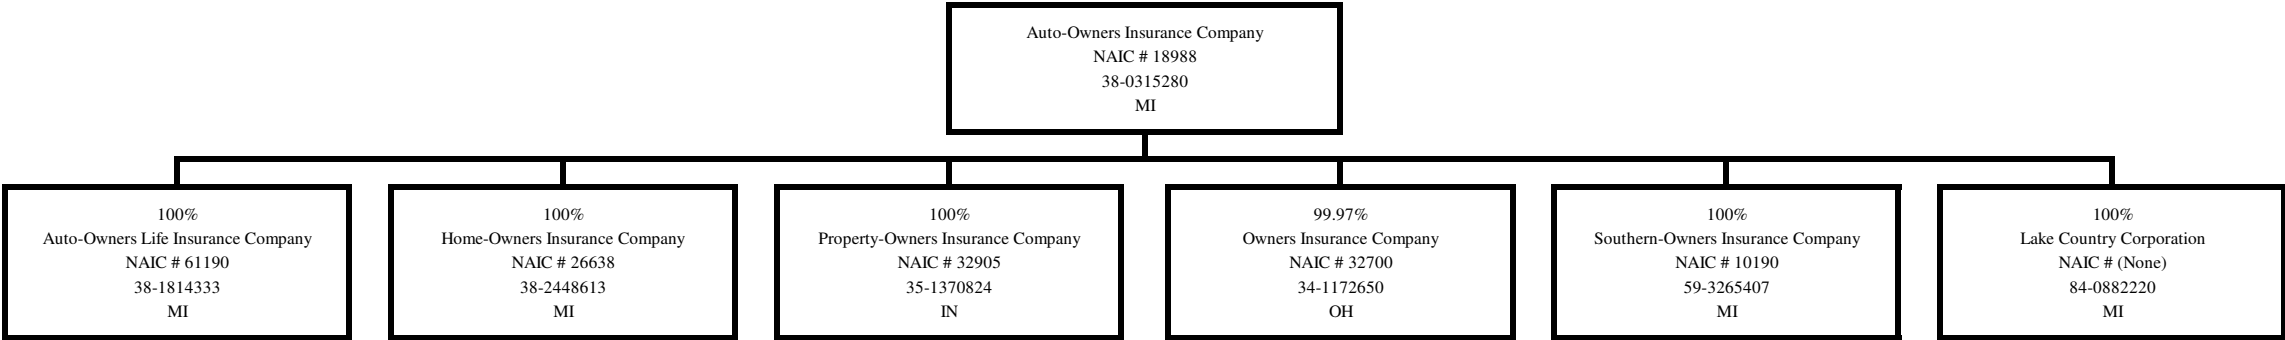 Auto-Owners Insurance Company
NAIC # 18988
38-0315280
MI
100%
Auto-Owners Life Insurance Company
NAIC # 61190
38-1814333
MI
100%
Home-Owners Insurance Company
NAIC # 26638
38-2448613
MI
100%
Property-Owners Insurance Company
NAIC # 32905
35-1370824
IN
99.97%
Owners Insurance Company
NAIC # 32700
34-1172650
OH
100%
Southern-Owners Insurance Company
NAIC # 10190
59-3265407
MI
100%
Lake Country Corporation
NAIC # (None)
84-0882220
MI